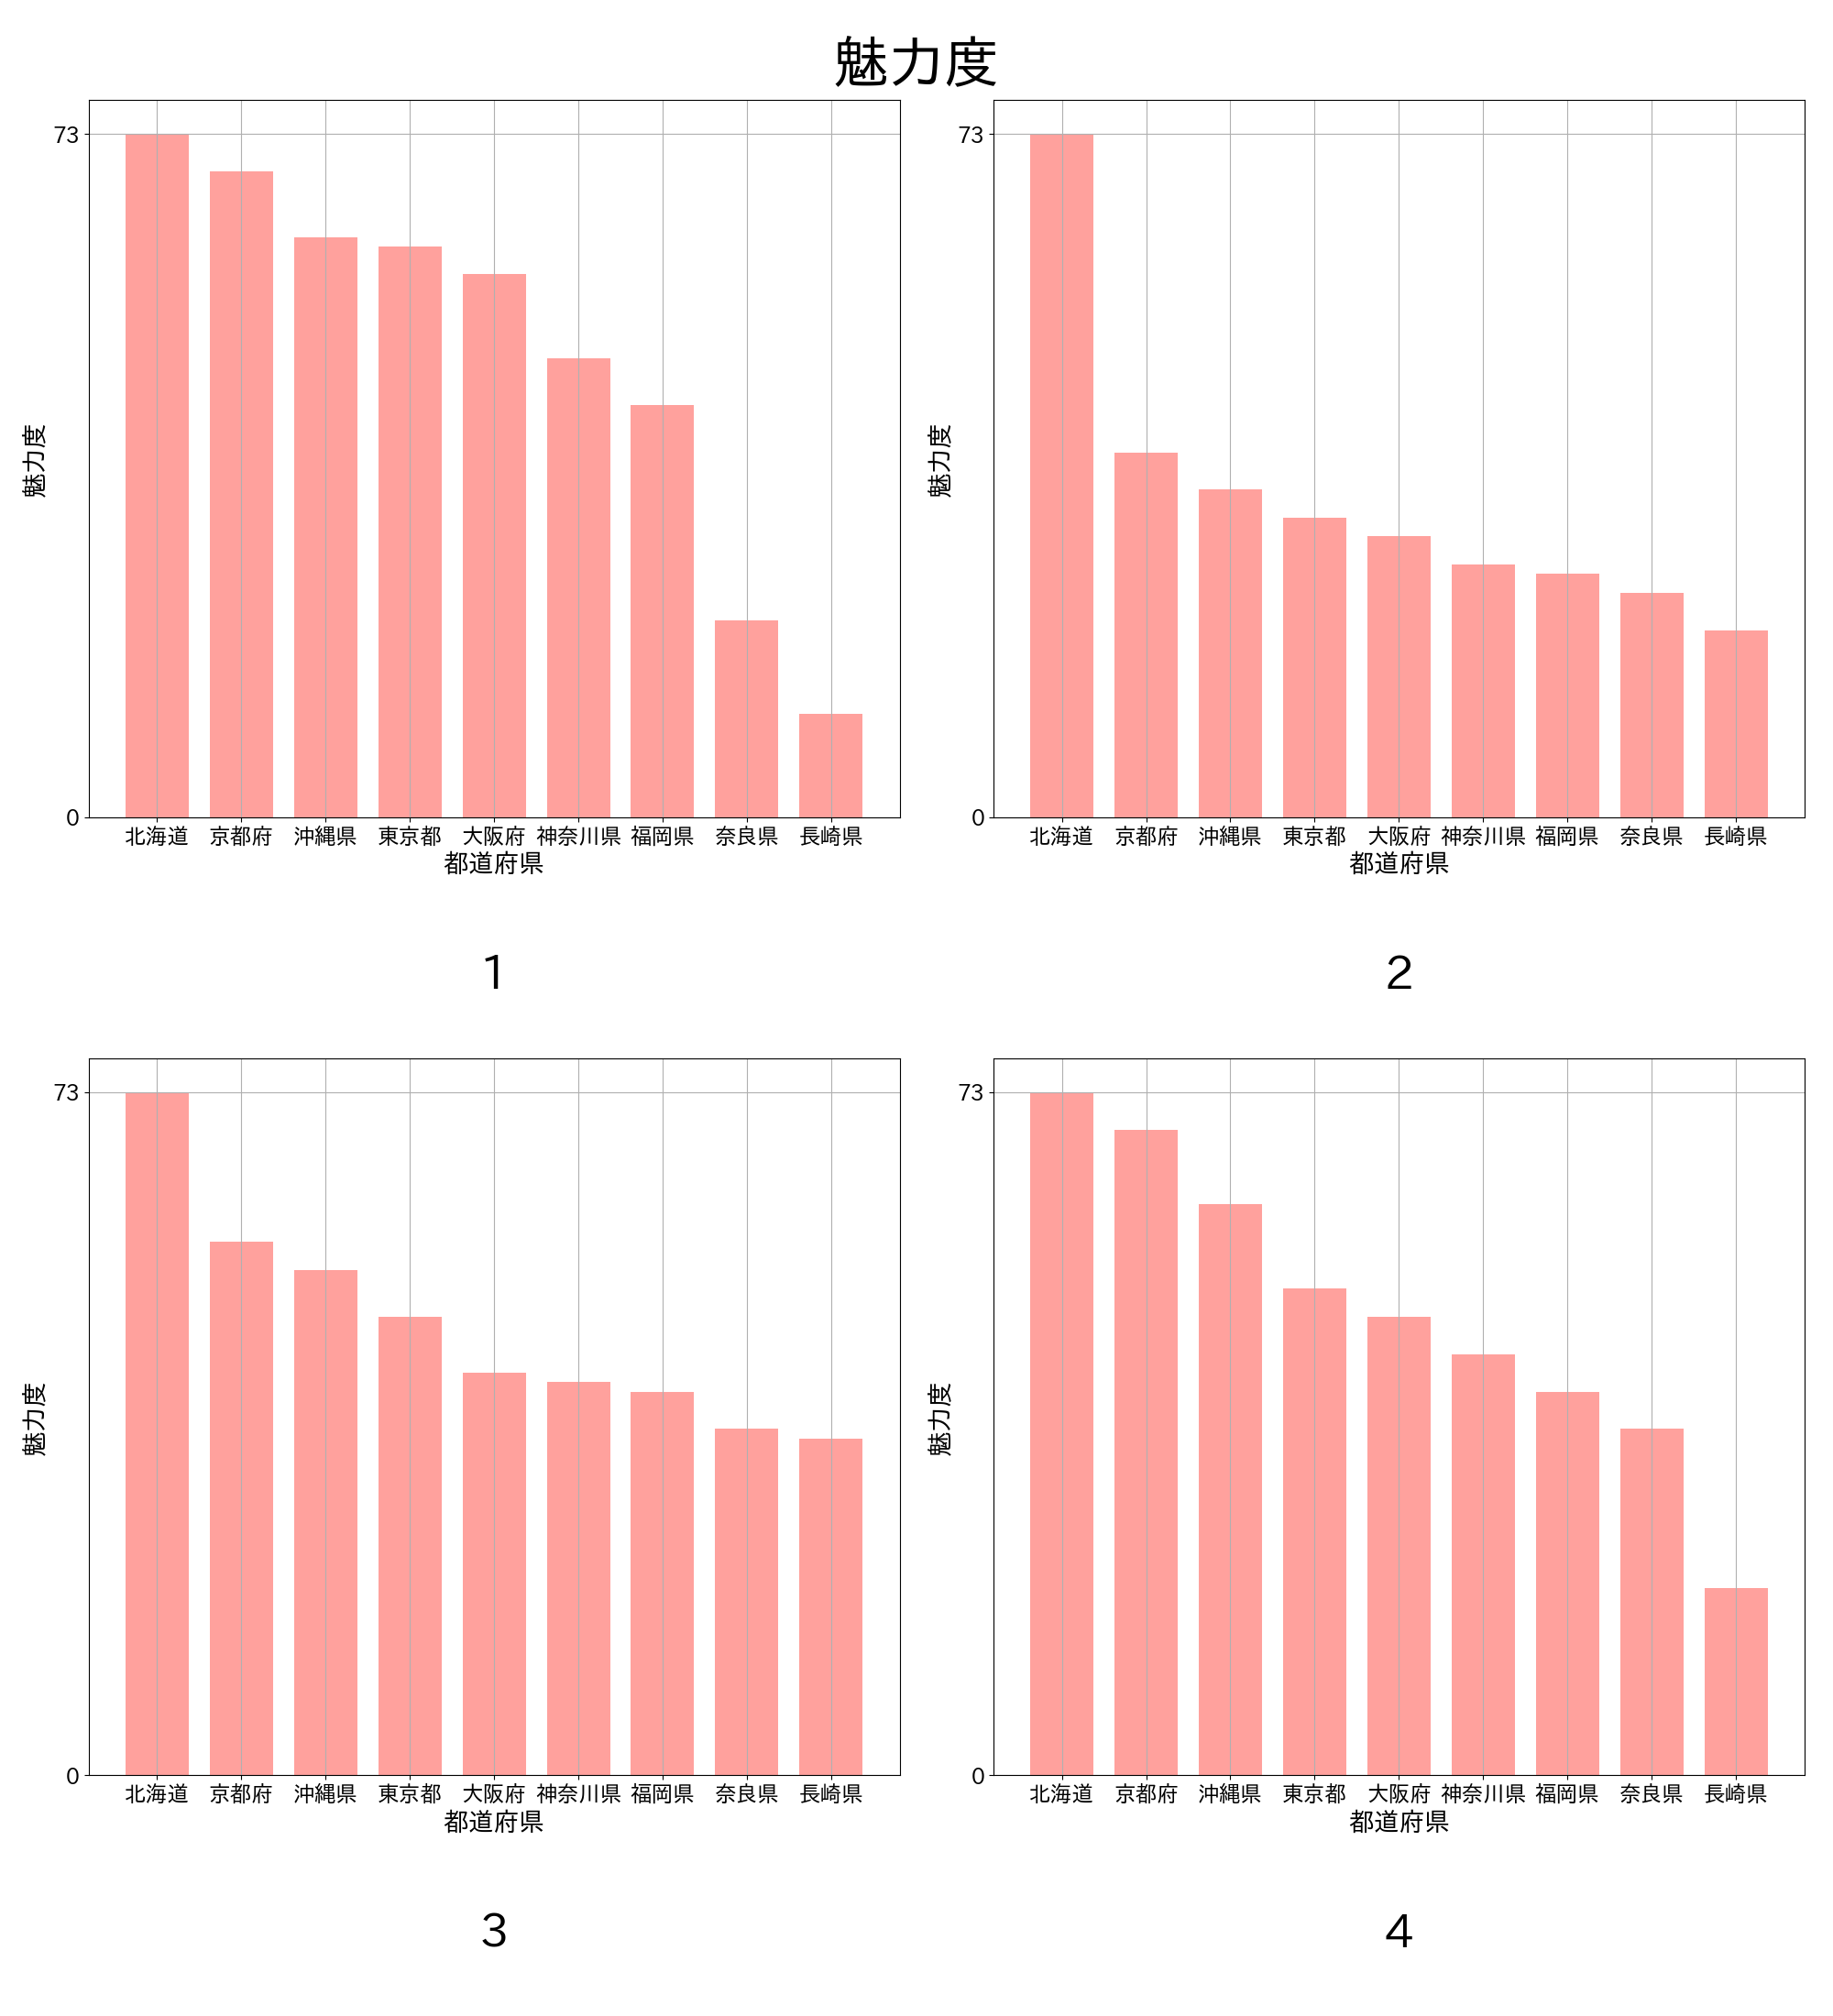 魅力度
73
0
魅力度
北海道 京都府 沖縄県 東京都 大阪府 神奈川県 福岡県 奈良県 長崎県
都道府県
1
73
0
魅力度
北海道 京都府 沖縄県 東京都 大阪府 神奈川県 福岡県 奈良県 長崎県
都道府県
2
73
0
魅力度
北海道 京都府 沖縄県 東京都 大阪府 神奈川県 福岡県 奈良県 長崎県
都道府県
3
73
0
魅力度
北海道 京都府 沖縄県 東京都 大阪府 神奈川県 福岡県 奈良県 長崎県
都道府県
4